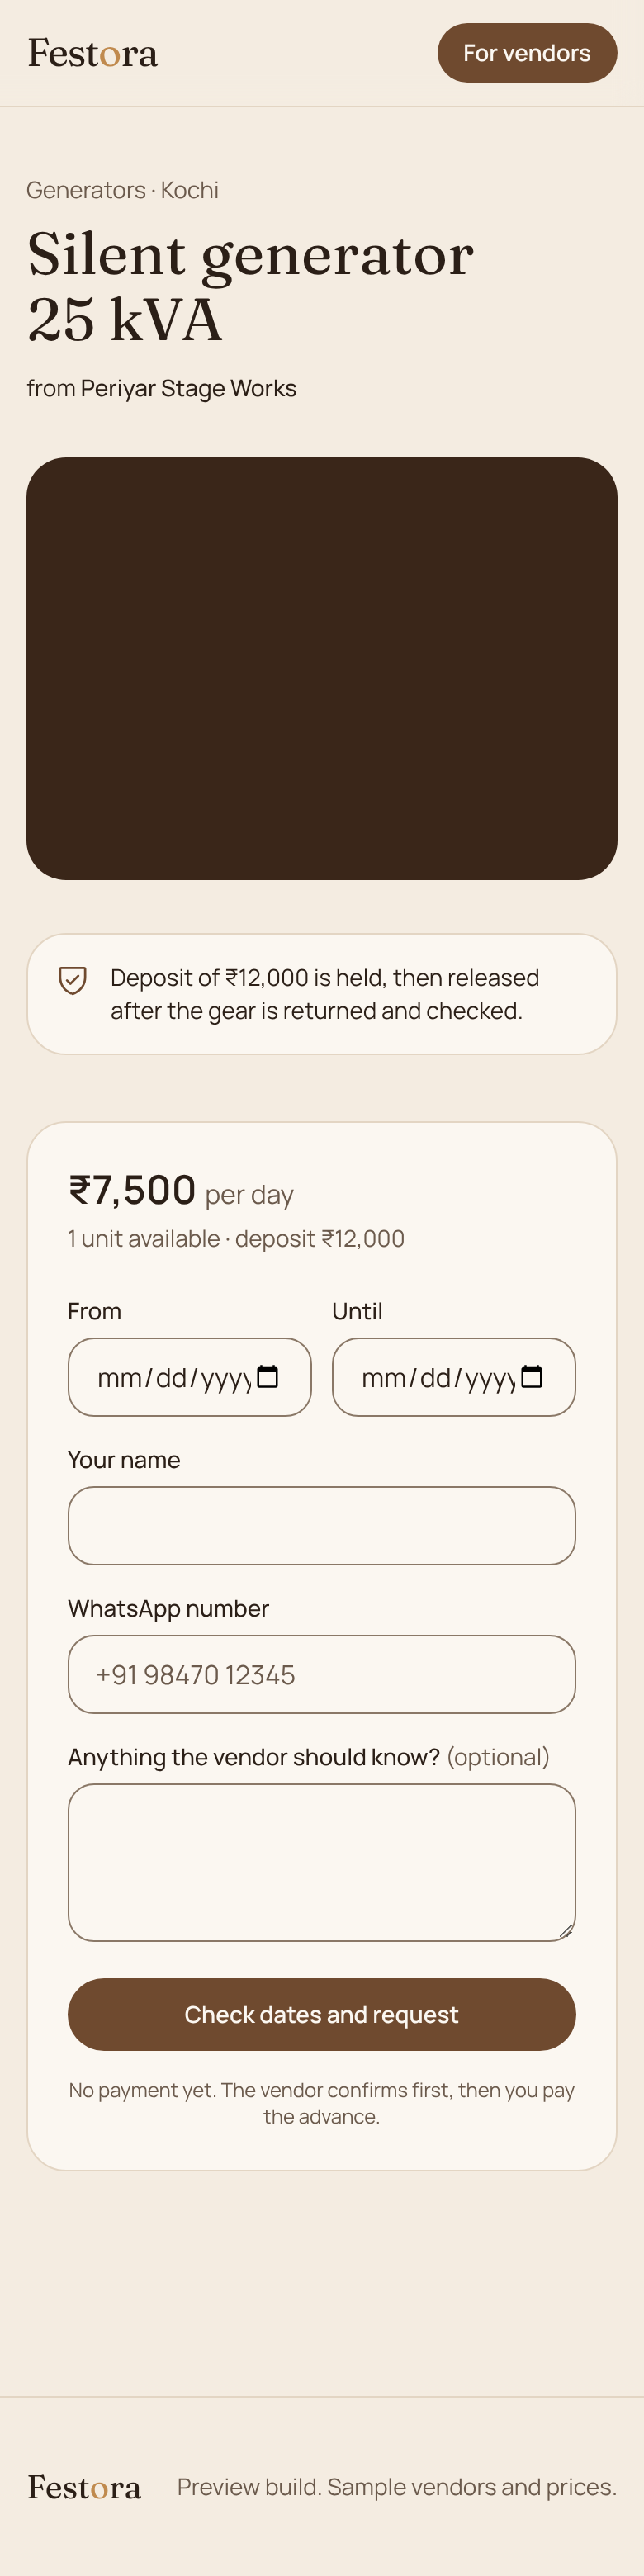 Festora
For vendors
Generators · Kochi
Silent generator
25 kVA
from Periyar Stage Works
Deposit of ₹12,000 is held, then released
after the gear is returned and checked.
₹7,500 per day
1 unit available · deposit ₹12,000
From
Until
mm/dd/yyyy
mm/dd/yyyy
Your name
WhatsApp number
+91 98470 12345
Anything the vendor should know? (optional)
Check dates and request
No payment yet. The vendor confirms first, then you pay
the advance.
Festora
Preview build. Sample vendors and prices.